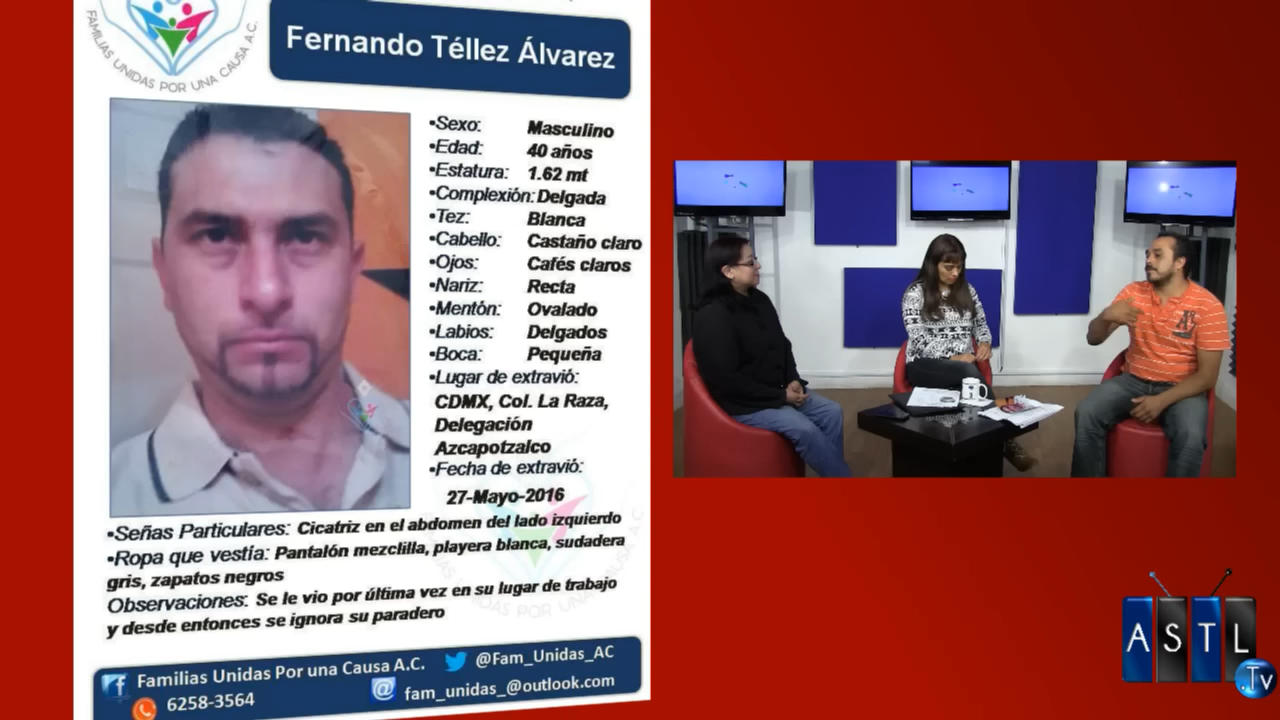 FAMILIAS UNIDAS POR UNA CAUSA A.C.
Fernando Téllez Álvarez
•Sexo: Masculino
•Edad: 40 años
•Estatura: 1.62 mt
•Complexión: Delgada
•Tez: Blanca
•Cabello: Castaño claro
•Ojos: Cafés claros
•Nariz: Recta
•Mentón: Ovalado
•Labios: Delgados
•Boca: Pequeña
•Lugar de extravió:
CDMX, Col. La Raza,
Delegación
Azcapotzalco
•Fecha de extravió:
27-Mayo-2016
•Señas Particulares: Cicatriz en el abdomen del lado izquierdo
•Ropa que vestía: Pantalón mezclilla, playera blanca, sudadera
gris, zapatos negros
Observaciones: Se le vio por última vez en su lugar de trabajo
y desde entonces se ignora su paradero
Familias Unidas Por una Causa A.C. @Fam_Unidas_AC
6258-3564 fam_unidas_@outlook.com
ASTL
.Tv